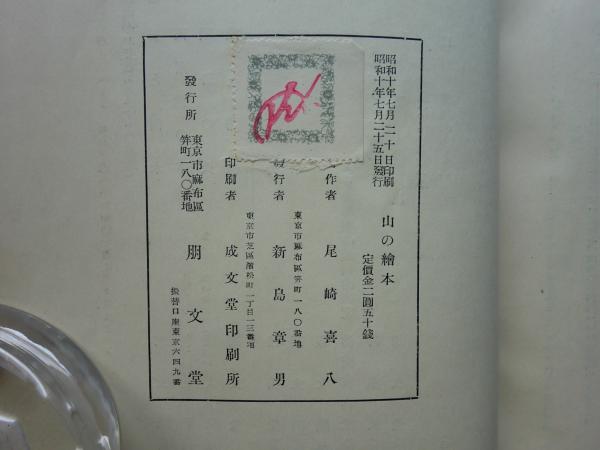 昭和十年七月二十日印刷
昭和十年七月二十五日發行
山の繪本
定價金二圓五十錢
作者 尾崎喜八
東京市麻布區笄町一八〇番地
發行者 新島章男
東京市芝區濱松町一丁目一三番地
印刷者 成文堂印刷所
發行所
東京市麻布區
笄町一八〇番地
朋文堂
振替口座東京六四九番